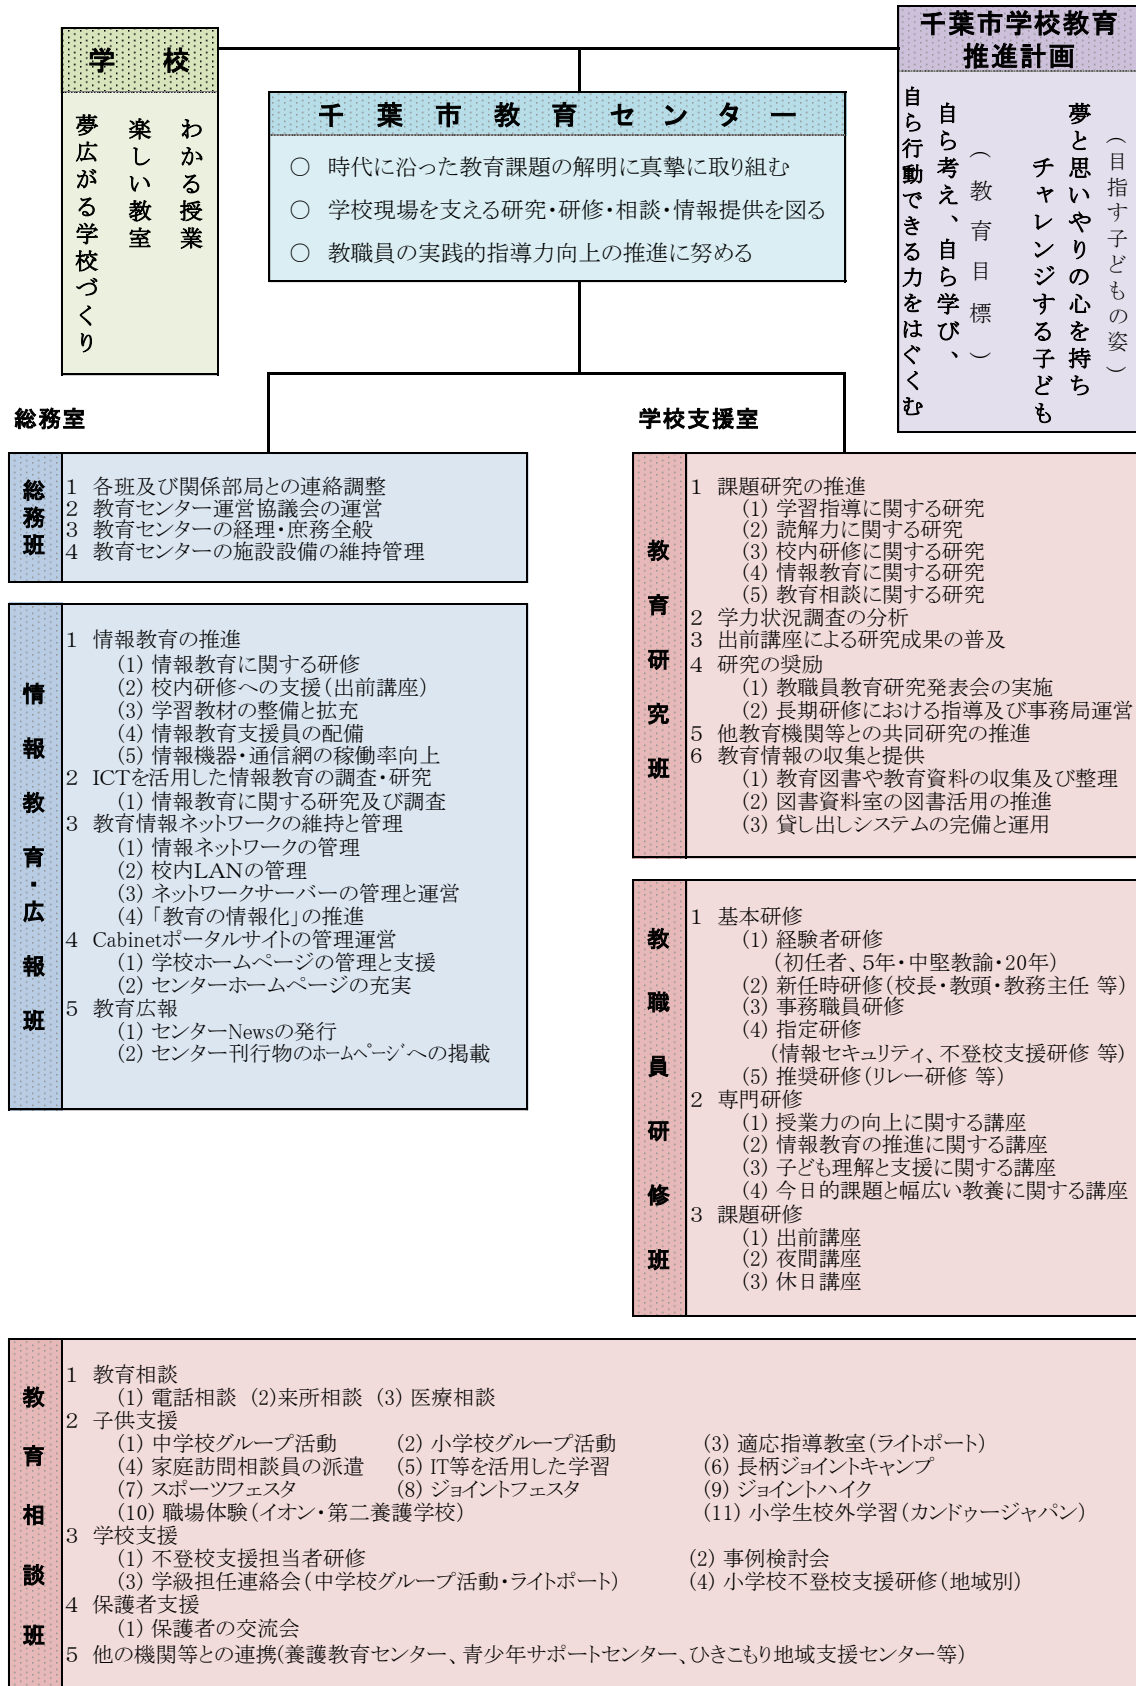 学 校
わかる授業
楽しい教室
夢広がる学校づくり
千 葉 市 教 育 セ ン タ ー
○ 時代に沿った教育課題の解明に真摯に取り組む
○ 学校現場を支える研究・研修・相談・情報提供を図る
○ 教職員の実践的指導力向上の推進に努める
千葉市学校教育
推進計画
（目指す子どもの姿）
夢と思いやりの心を持ち
チャレンジする子ども
（教育目標）
自ら考え、自ら学び、
自ら行動できる力をはぐくむ
総務室
総務班
1 各班及び関係部局との連絡調整
2 教育センター運営協議会の運営
3 教育センターの経理・庶務全般
4 教育センターの施設設備の維持管理
情報教育・広報班
1 情報教育の推進
(1) 情報教育に関する研修
(2) 校内研修への支援（出前講座）
(3) 学習教材の整備と拡充
(4) 情報教育支援員の配備
(5) 情報機器・通信網の稼働率向上
2 ICTを活用した情報教育の調査・研究
(1) 情報教育に関する研究及び調査
3 教育情報ネットワークの維持と管理
(1) 情報ネットワークの管理
(2) 校内LANの管理
(3) ネットワークサーバーの管理と運営
(4) 「教育の情報化」の推進
4 Cabinetポータルサイトの管理運営
(1) 学校ホームページの管理と支援
(2) センターホームページの充実
5 教育広報
(1) センターNewsの発行
(2) センター刊行物のホームページへの掲載
学校支援室
教育研究班
1 課題研究の推進
(1) 学習指導に関する研究
(2) 読解力に関する研究
(3) 校内研修に関する研究
(4) 情報教育に関する研究
(5) 教育相談に関する研究
2 学力状況調査の分析
3 出前講座による研究成果の普及
4 研究の奨励
(1) 教職員教育研究発表会の実施
(2) 長期研修における指導及び事務局運営
5 他教育機関等との共同研究の推進
6 教育情報の収集と提供
(1) 教育図書や教育資料の収集及び整理
(2) 図書資料室の図書活用の推進
(3) 貸し出しシステムの完備と運用
教職員研修班
1 基本研修
(1) 経験者研修
（初任者、5年・中堅教諭・20年）
(2) 新任時研修（校長・教頭・教務主任 等）
(3) 事務職員研修
(4) 指定研修
（情報セキュリティ、不登校支援研修 等）
(5) 推奨研修（リレー研修 等）
2 専門研修
(1) 授業力の向上に関する講座
(2) 情報教育の推進に関する講座
(3) 子ども理解と支援に関する講座
(4) 今日的課題と幅広い教養に関する講座
3 課題研修
(1) 出前講座
(2) 夜間講座
(3) 休日講座
教育相談班
1 教育相談
(1) 電話相談 (2)来所相談 (3) 医療相談
2 子供支援
(1) 中学校グループ活動 (2) 小学校グループ活動 (3) 適応指導教室（ライトポート）
(4) 家庭訪問相談員の派遣 (5) IT等を活用した学習 (6) 長柄ジョイントキャンプ
(7) スポーツフェスタ (8) ジョイントフェスタ (9) ジョイントハイク
(10) 職場体験（イオン・第二養護学校） (11) 小学生校外学習（カンドゥージャパン）
3 学校支援
(1) 不登校支援担当者研修 (2) 事例検討会
(3) 学級担任連絡会（中学校グループ活動・ライトポート） (4) 小学校不登校支援研修（地域別）
4 保護者支援
(1) 保護者の交流会
5 他の機関等との連携(養護教育センター、青少年サポートセンター、ひきこもり地域支援センター等)